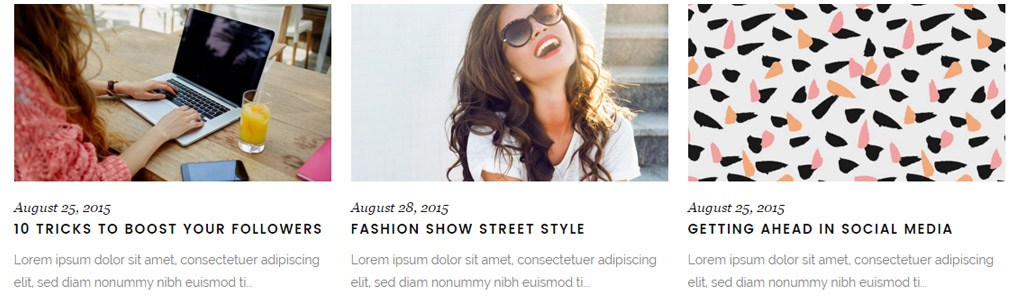 August 25, 2015
10 TRICKS TO BOOST YOUR FOLLOWERS
Lorem ipsum dolor sit amet, consectetuer adipiscing
elit, sed diam nonummy nibh euismod ti...
August 28, 2015
FASHION SHOW STREET STYLE
Lorem ipsum dolor sit amet, consectetuer adipiscing
elit, sed diam nonummy nibh euismod ti...
August 25, 2015
GETTING AHEAD IN SOCIAL MEDIA
Lorem ipsum dolor sit amet, consectetuer adipiscing
elit, sed diam nonummy nibh euismod ti...